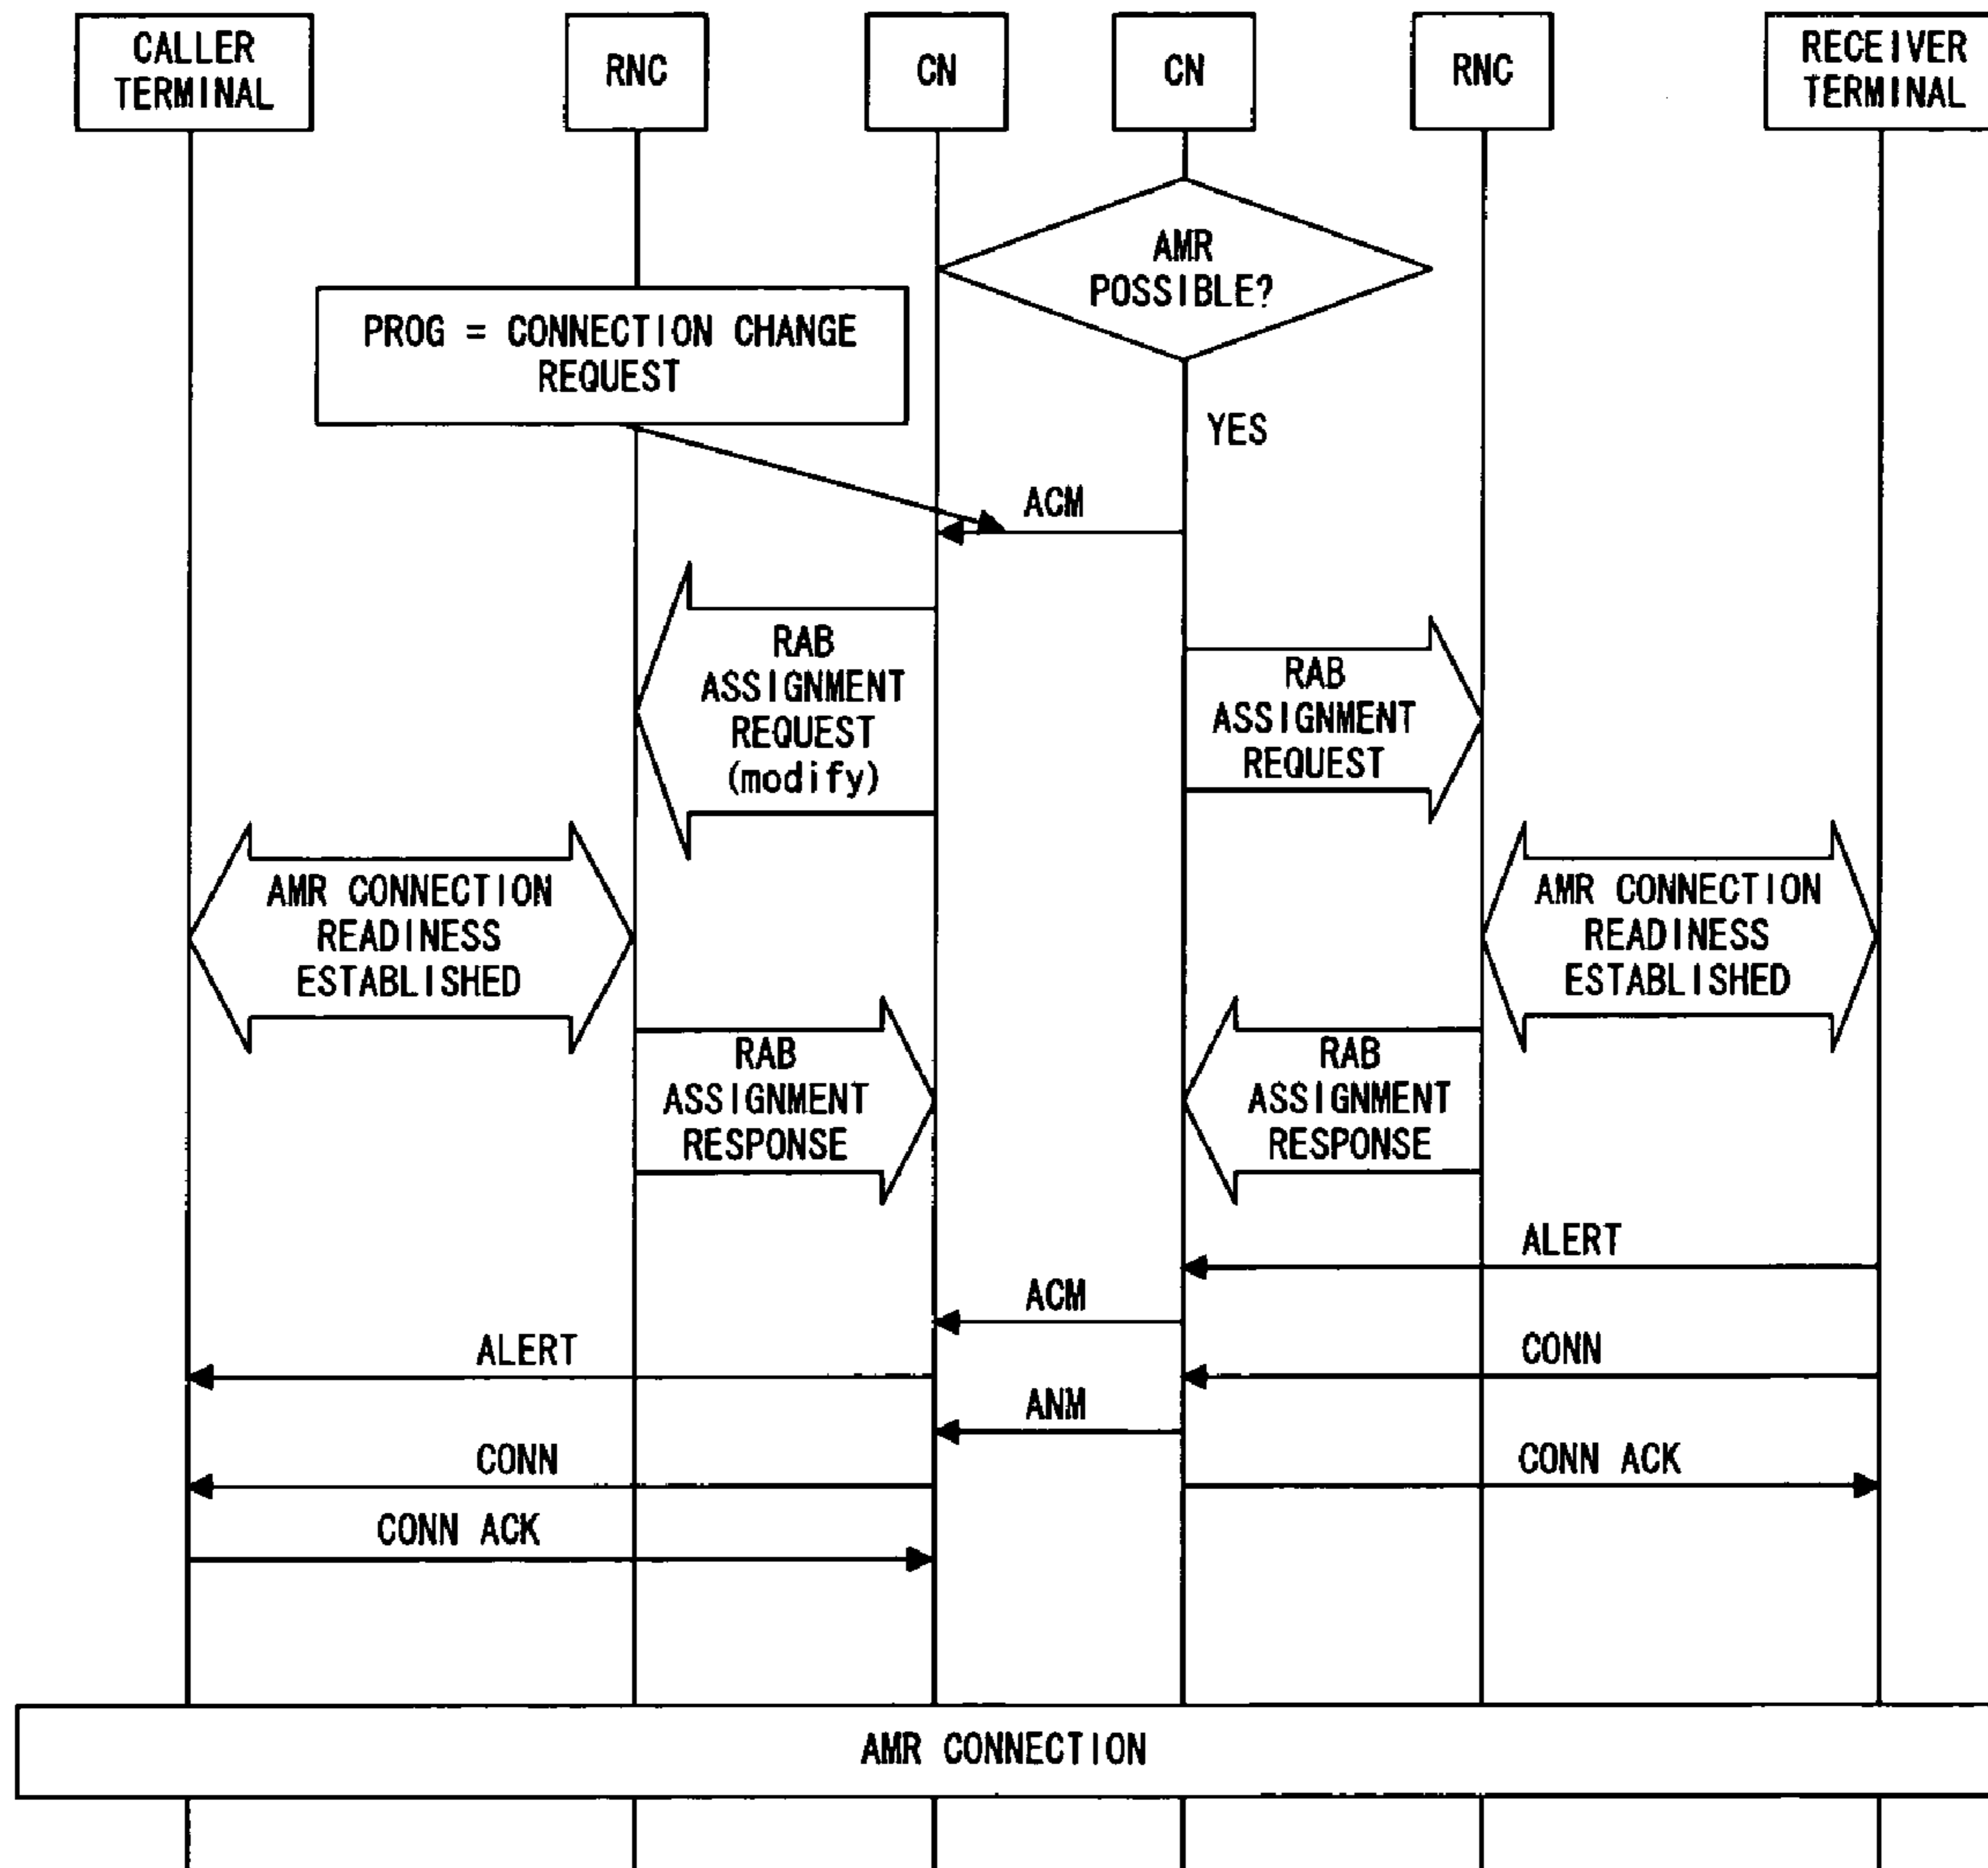 CALLER
TERMINAL
RNC
CN
CN
RNC
RECEIVER
TERMINAL
AMR
POSSIBLE?
PROG = CONNECTION CHANGE
REQUEST
YES
ACM
RAB
ASSIGNMENT
REQUEST
(modify)
RAB
ASSIGNMENT
REQUEST
AMR CONNECTION
READINESS
ESTABLISHED
AMR CONNECTION
READINESS
ESTABLISHED
RAB
ASSIGNMENT
RESPONSE
RAB
ASSIGNMENT
RESPONSE
ALERT
ACM
ALERT
CONN
ANM
CONN
CONN ACK
CONN ACK
AMR CONNECTION